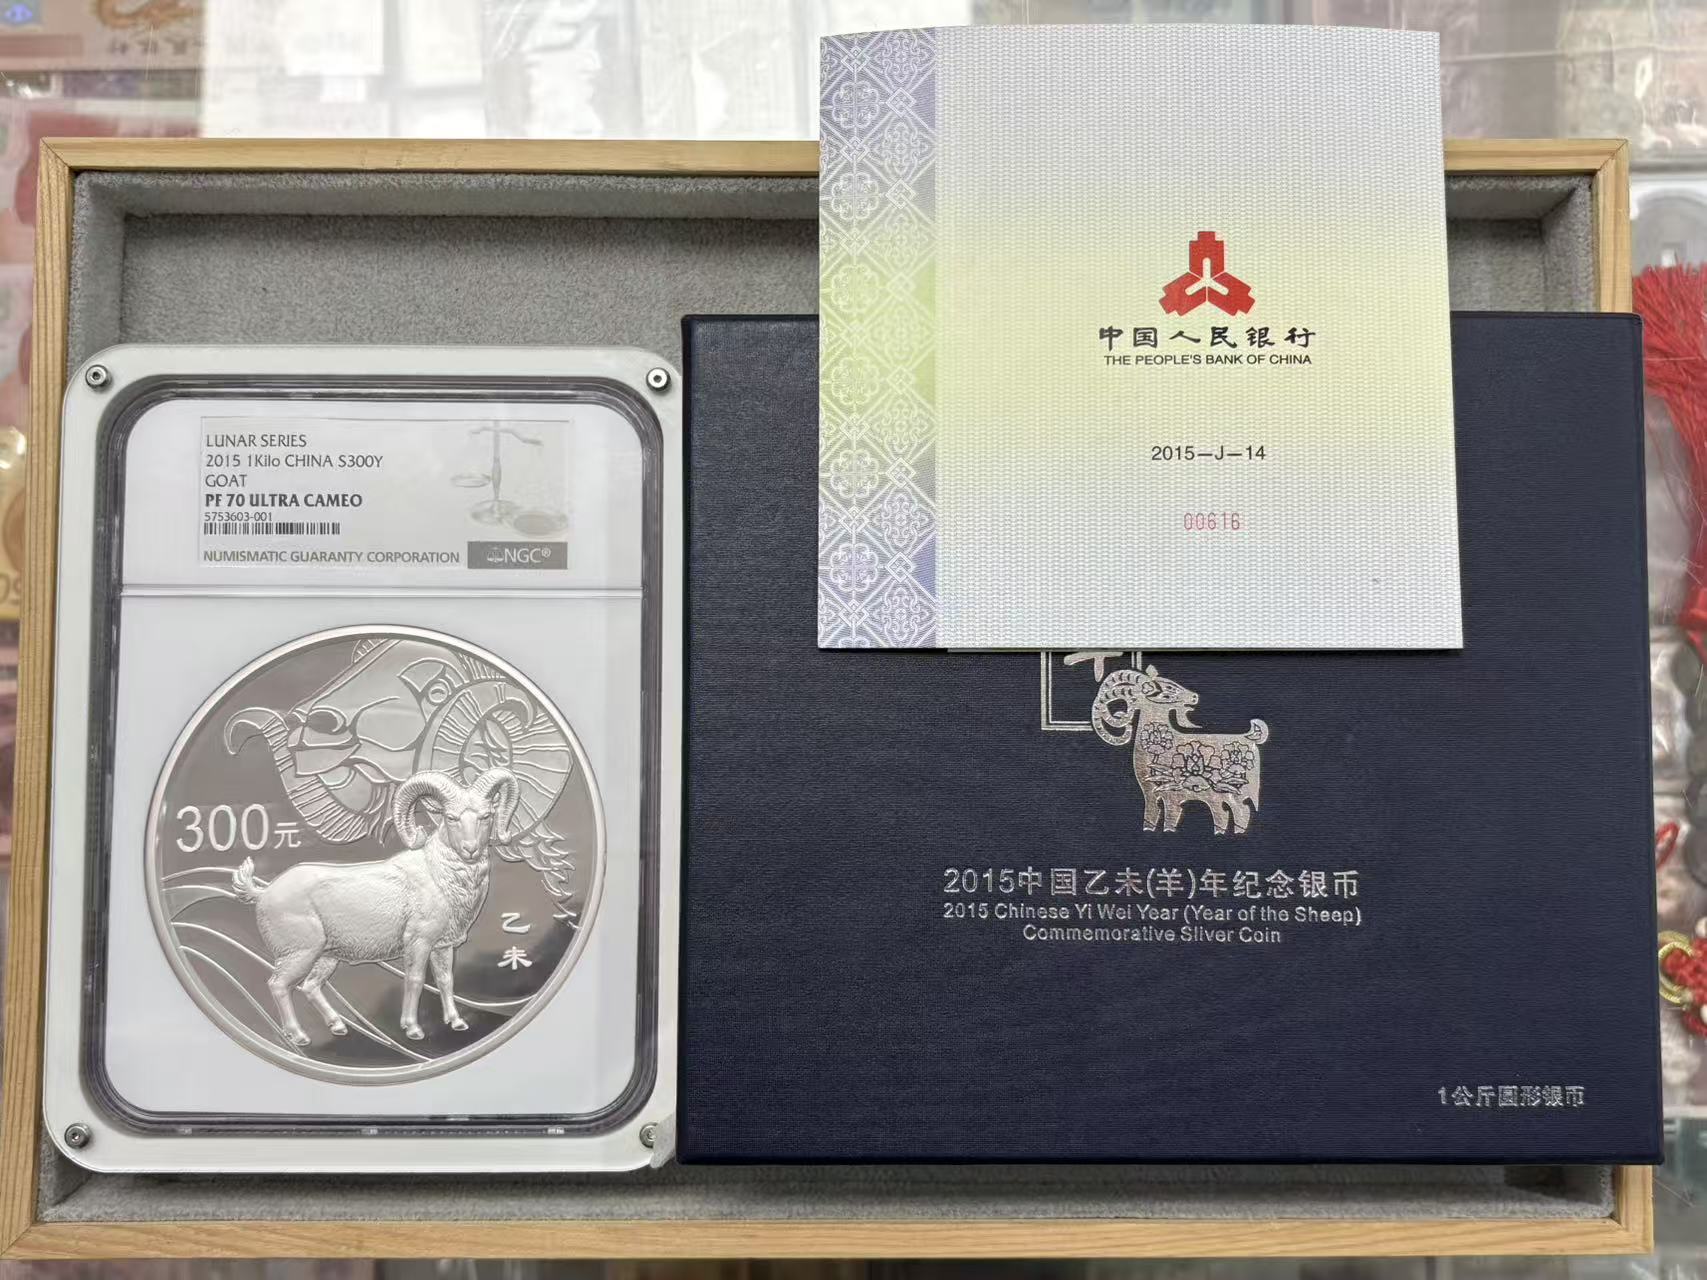 LUNAR SERIES
2015 1Kilo CHINA S300Y
GOAT
PF 70 ULTRA CAMEO
5753603-001
NUMISMATIC GUARANTY CORPORATION
NGC®
300元
乙
未
中国人民银行
THE PEOPLE'S BANK OF CHINA
2015-J-14
00616
2015中国乙未(羊)年纪念银币
2015 Chinese Yi Wei Year (Year of the Sheep)
Commemorative Silver Coin
1公斤圆形银币